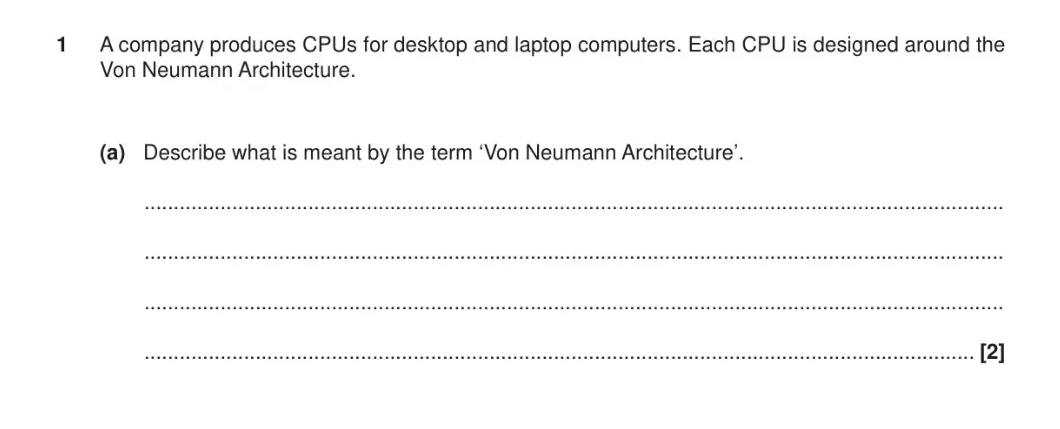 1 A company produces CPUs for desktop and laptop computers. Each CPU is designed around the
Von Neumann Architecture.
(a) Describe what is meant by the term ‘Von Neumann Architecture’.
...................................................................................................................................................
...................................................................................................................................................
...................................................................................................................................................
.............................................................................................................................................. [2]